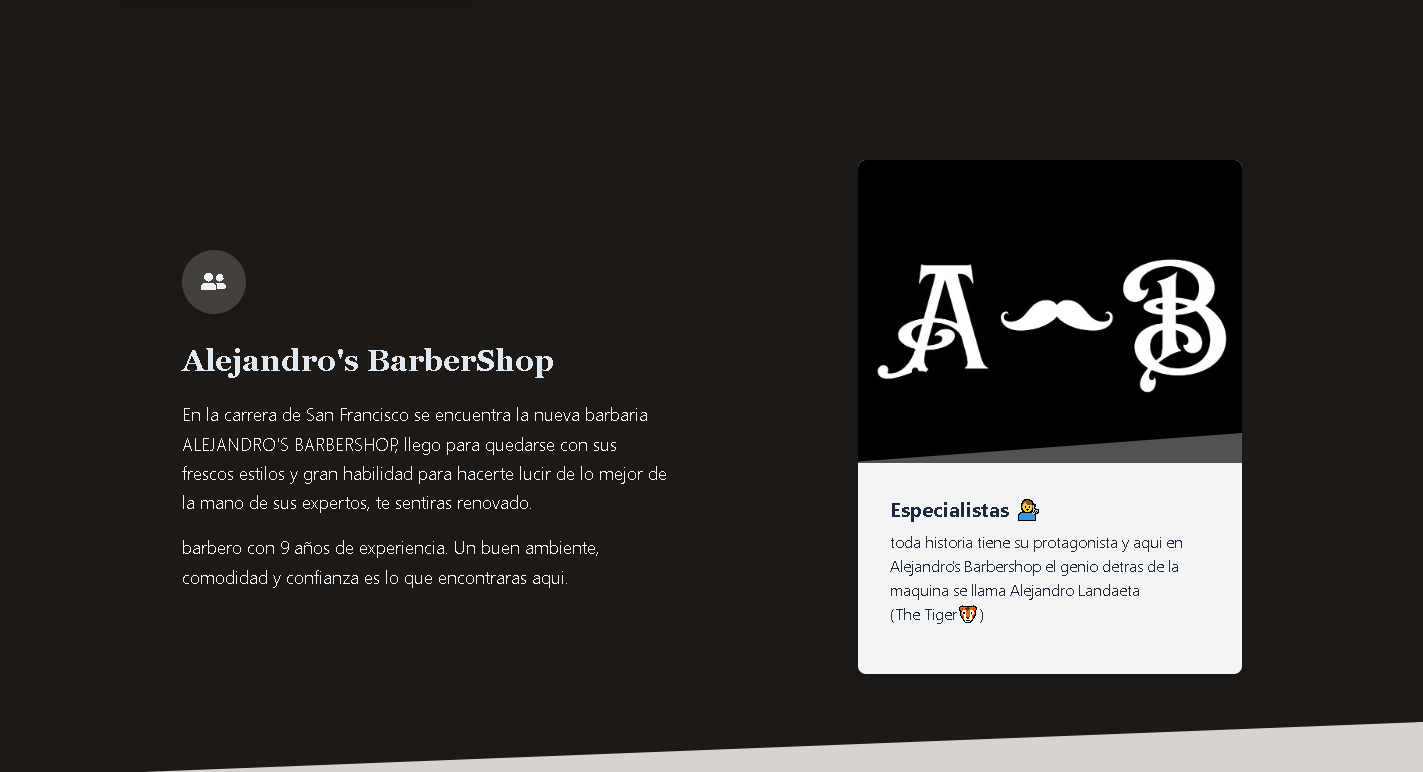 Alejandro's BarberShop
En la carrera de San Francisco se encuentra la nueva barbaria
ALEJANDRO'S BARBERSHOP, llego para quedarse con sus
frescos estilos y gran habilidad para hacerte lucir de lo mejor de
la mano de sus expertos, te sentiras renovado.
barbero con 9 años de experiencia. Un buen ambiente,
comodidad y confianza es lo que encontraras aqui.
A B
Especialistas 💁
toda historia tiene su protagonista y aqui en
Alejandro's Barbershop el genio detras de la
maquina se llama Alejandro Landaeta
(The Tiger🐯)